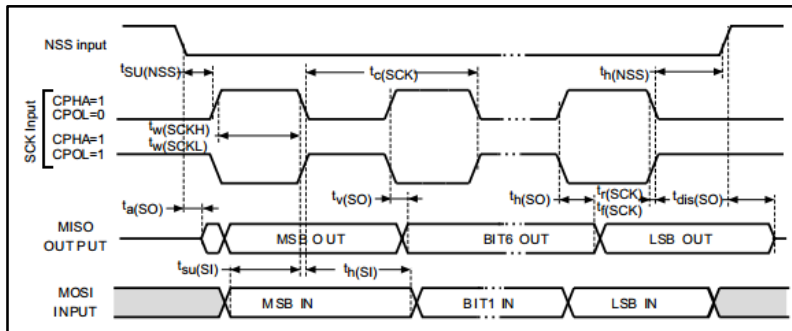 NSS input
tSU(NSS)
tc(SCK)
th(NSS)
SCK Input
CPHA=1
CPOL=0
tw(SCKH)
tw(SCKL)
CPHA=1
CPOL=1
ta(SO)
tv(SO)
th(SO)
tr(SCK)
tf(SCK)
tdis(SO)
MISO
OUTPUT
MSB OUT
BIT6 OUT
LSB OUT
tsu(SI)
th(SI)
MOSI
INPUT
MSB IN
BIT1 IN
LSB IN